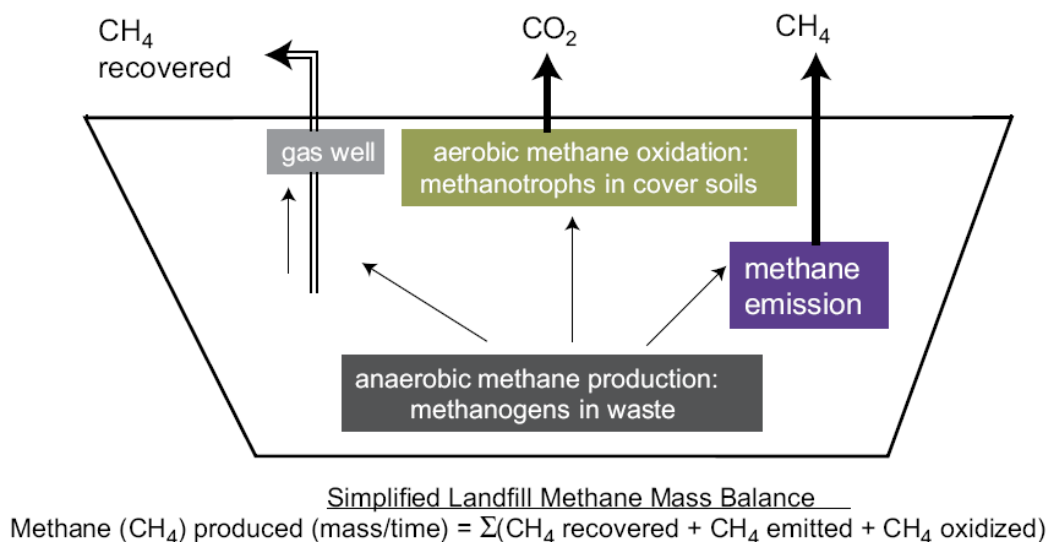 CH₄
recovered
CO₂
CH₄
gas well
aerobic methane oxidation:
methanotrophs in cover soils
methane
emission
anaerobic methane production:
methanogens in waste
Simplified Landfill Methane Mass Balance
Methane (CH₄) produced (mass/time) = Σ(CH₄ recovered + CH₄ emitted + CH₄ oxidized)